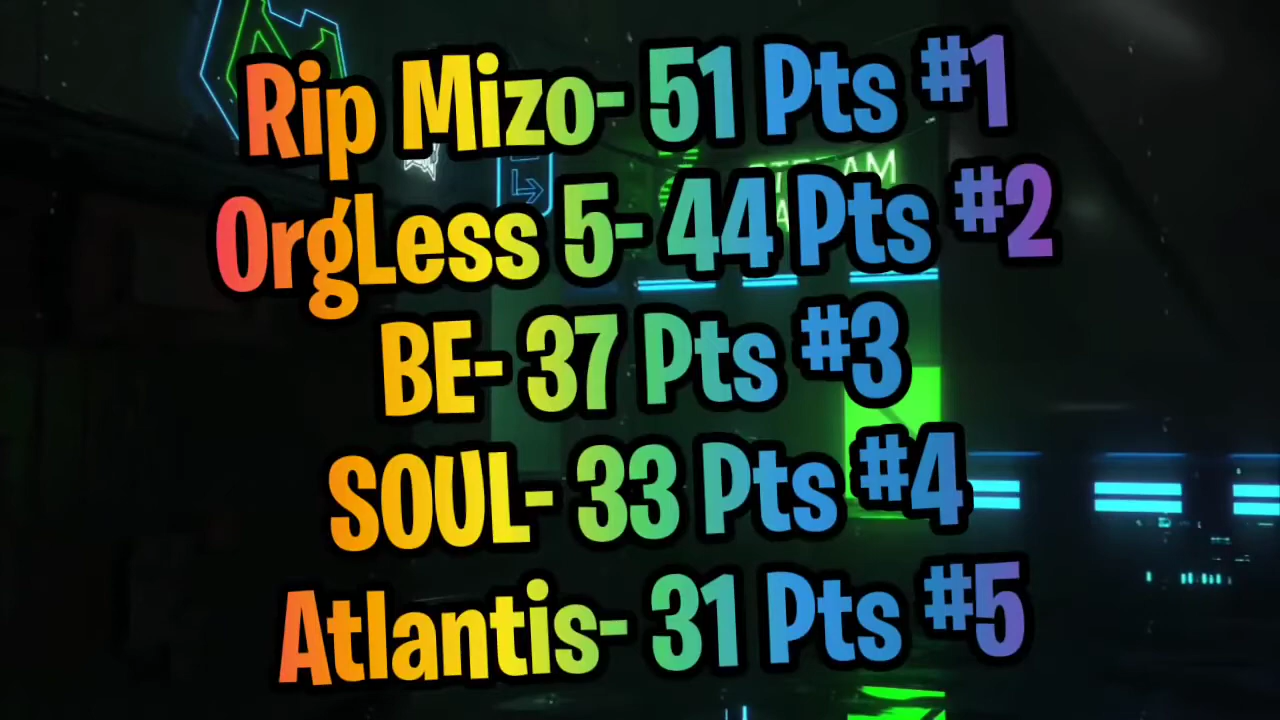 Rip Mizo- 51 Pts #1
OrgLess 5- 44 Pts #2
BE- 37 Pts #3
SOUL- 33 Pts #4
Atlantis- 31 Pts #5